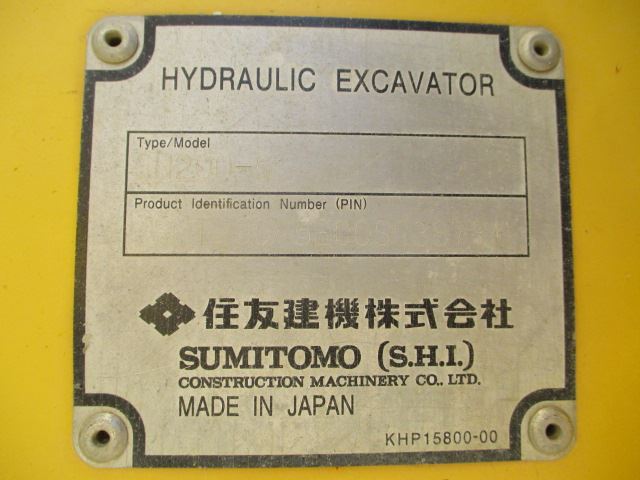 HYDRAULIC EXCAVATOR
Type/Model
Product Identification Number (PIN)
住友建機株式会社
SUMITOMO (S.H.I.)
CONSTRUCTION MACHINERY CO., LTD.
MADE IN JAPAN
KHP15800-00